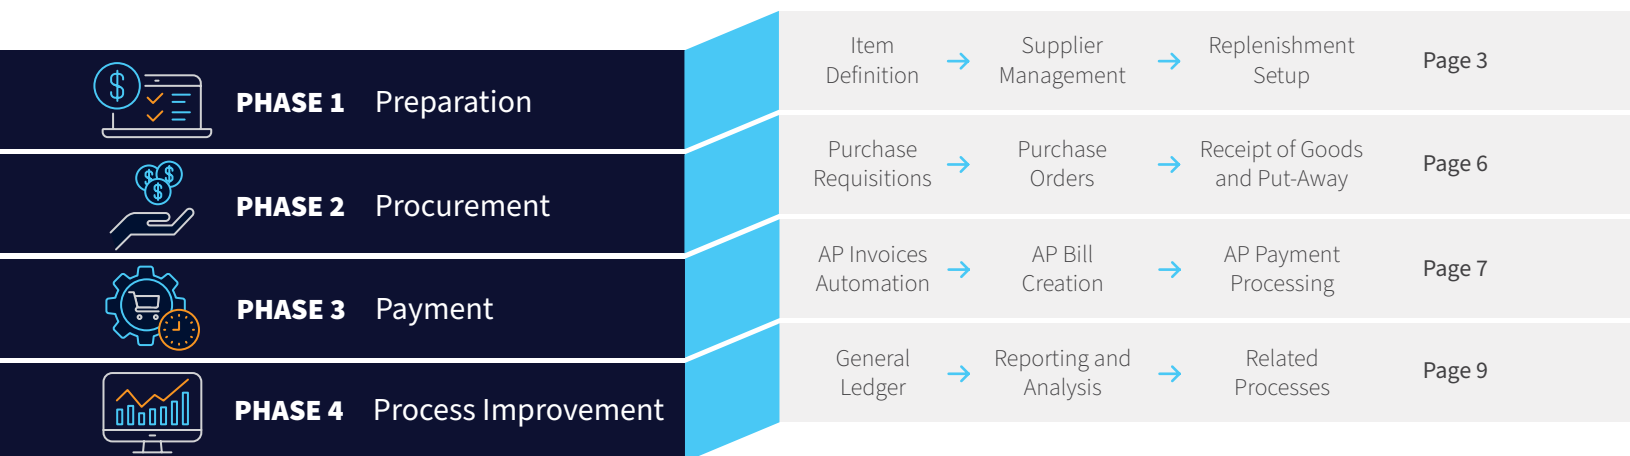 PHASE 1 Preparation
Item Definition → Supplier Management → Replenishment Setup Page 3
PHASE 2 Procurement
Purchase Requisitions → Purchase Orders → Receipt of Goods and Put-Away Page 6
PHASE 3 Payment
AP Invoices Automation → AP Bill Creation → AP Payment Processing Page 7
PHASE 4 Process Improvement
General Ledger → Reporting and Analysis → Related Processes Page 9